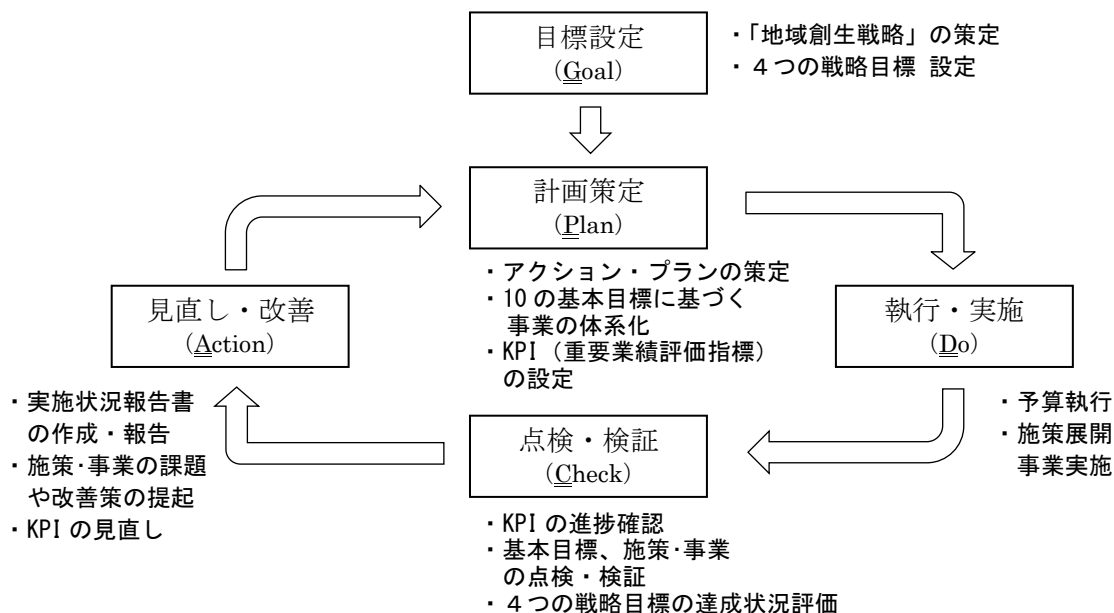 目標設定
(Goal)
・「地域創生戦略」の策定
・４つの戦略目標 設定
計画策定
(Plan)
・アクション・プランの策定
・10 の基本目標に基づく
事業の体系化
・KPI（重要業績評価指標）
の設定
執行・実施
(Do)
・予算執行
・施策展開
事業実施
点検・検証
(Check)
・KPI の進捗確認
・基本目標、施策・事業
の点検・検証
・４つの戦略目標の達成状況評価
見直し・改善
(Action)
・実施状況報告書
の作成・報告
・施策・事業の課題
や改善策の提起
・KPI の見直し